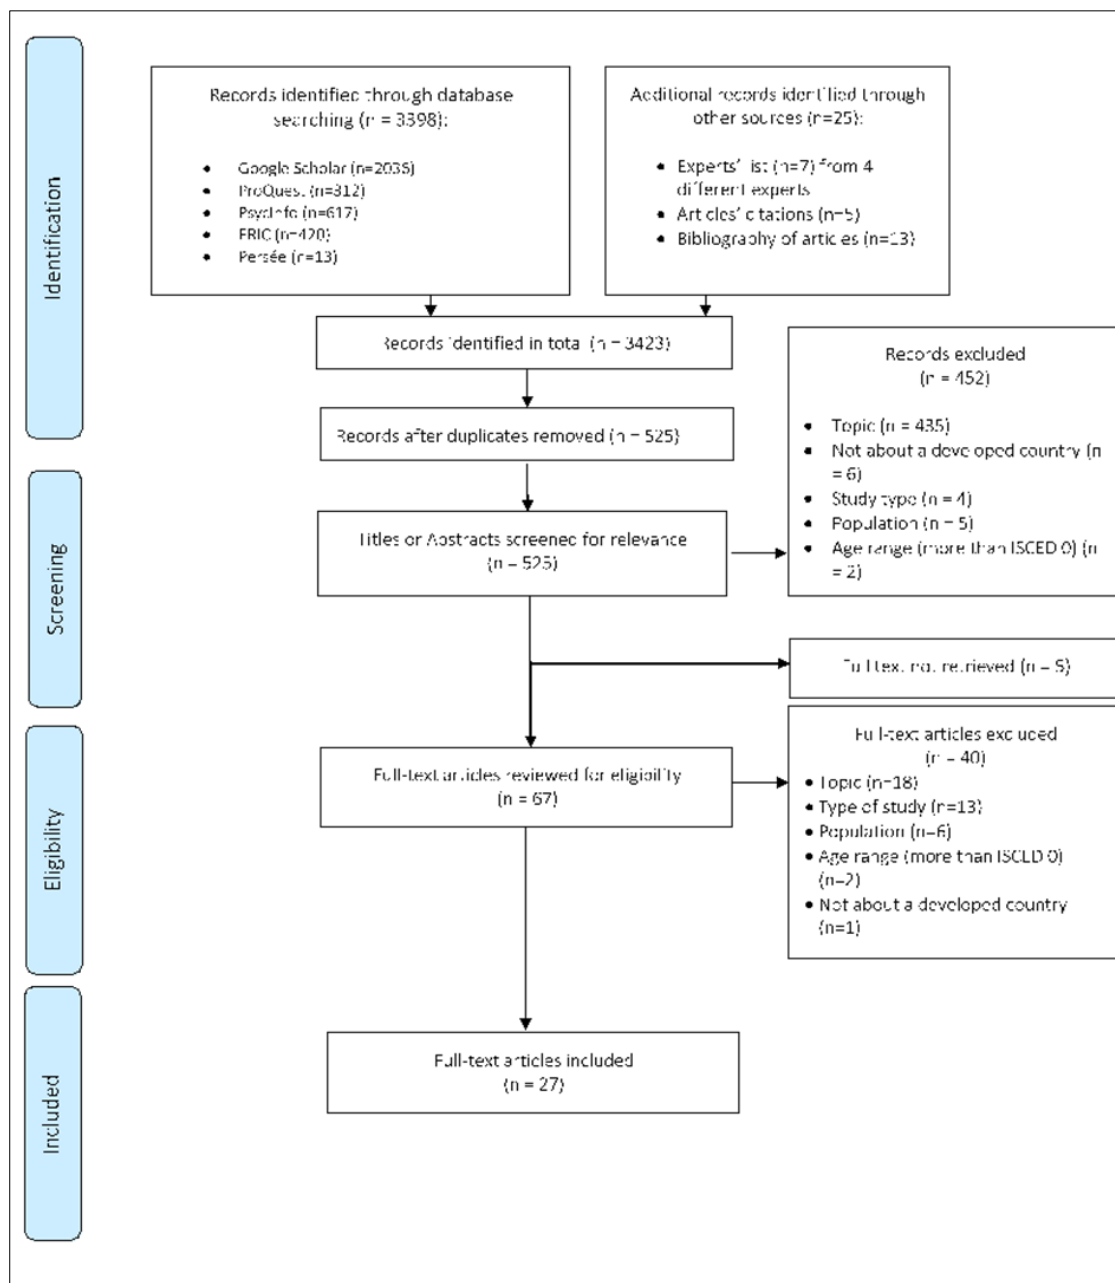 Identification
Records identified through database
searching (n = 3398):
• Google Scholar (n=2036)
• ProQuest (n=312)
• PsycInfo (n=617)
• ERIC (n=420)
• Persée (n=13)
Additional records identified through
other sources (n=25):
• Experts' list (n=7) from 4
different experts
• Articles' citations (n=5)
• Bibliography of articles (n=13)
Records identified in total (n = 3423)
Records after duplicates removed (n = 525)
Records excluded
(n = 452)
• Topic (n = 435)
• Not about a developed country (n
= 6)
• Study type (n = 4)
• Population (n = 5)
• Age range (more than ISCED 0) (n
= 2)
Screening
Titles or Abstracts screened for relevance
(n = 525)
Full text not retrieved (n = 6)
Eligibility
Full-text articles reviewed for eligibility
(n = 67)
Full-text articles excluded
(n = 40)
• Topic (n=18)
• Type of study (n=13)
• Population (n=6)
• Age range (more than ISCED 0)
(n=2)
• Not about a developed country
(n=1)
Included
Full-text articles included
(n = 27)